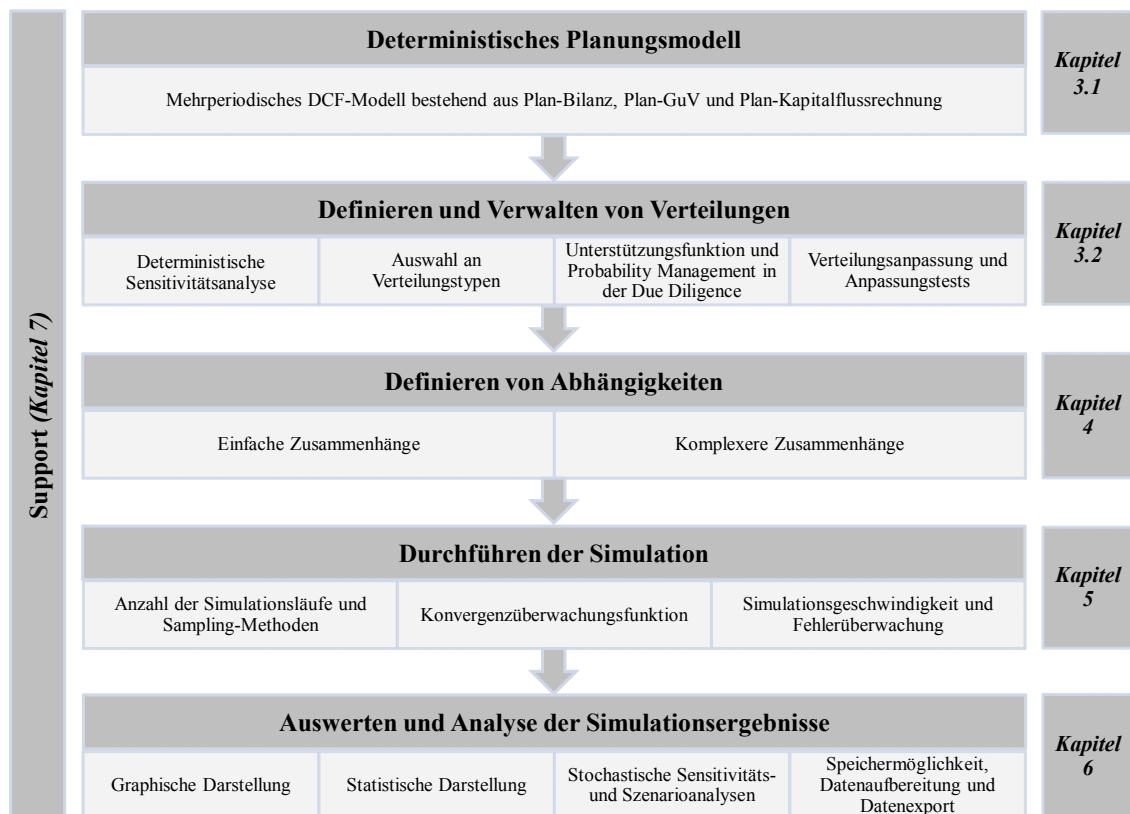 Support (Kapitel 7)
Deterministisches Planungsmodell
Mehrperiodisches DCF-Modell bestehend aus Plan-Bilanz, Plan-GuV und Plan-Kapitalflussrechnung
Kapitel
3.1
Definieren und Verwalten von Verteilungen
Deterministische
Sensitivitätsanalyse
Auswahl an
Verteilungstypen
Unterstützungsfunktion und
Probability Management in
der Due Diligence
Verteilungsanpassung und
Anpassungstests
Kapitel
3.2
Definieren von Abhängigkeiten
Einfache Zusammenhänge
Komplexere Zusammenhänge
Kapitel
4
Durchführen der Simulation
Anzahl der Simulationsläufe und
Sampling-Methoden
Konvergenzüberwachungsfunktion
Simulationsgeschwindigkeit und
Fehlerüberwachung
Kapitel
5
Auswerten und Analyse der Simulationsergebnisse
Graphische Darstellung
Statistische Darstellung
Stochastische Sensitivitäts-
und Szenarioanalysen
Speichermöglichkeit,
Datenaufbereitung und
Datenexport
Kapitel
6